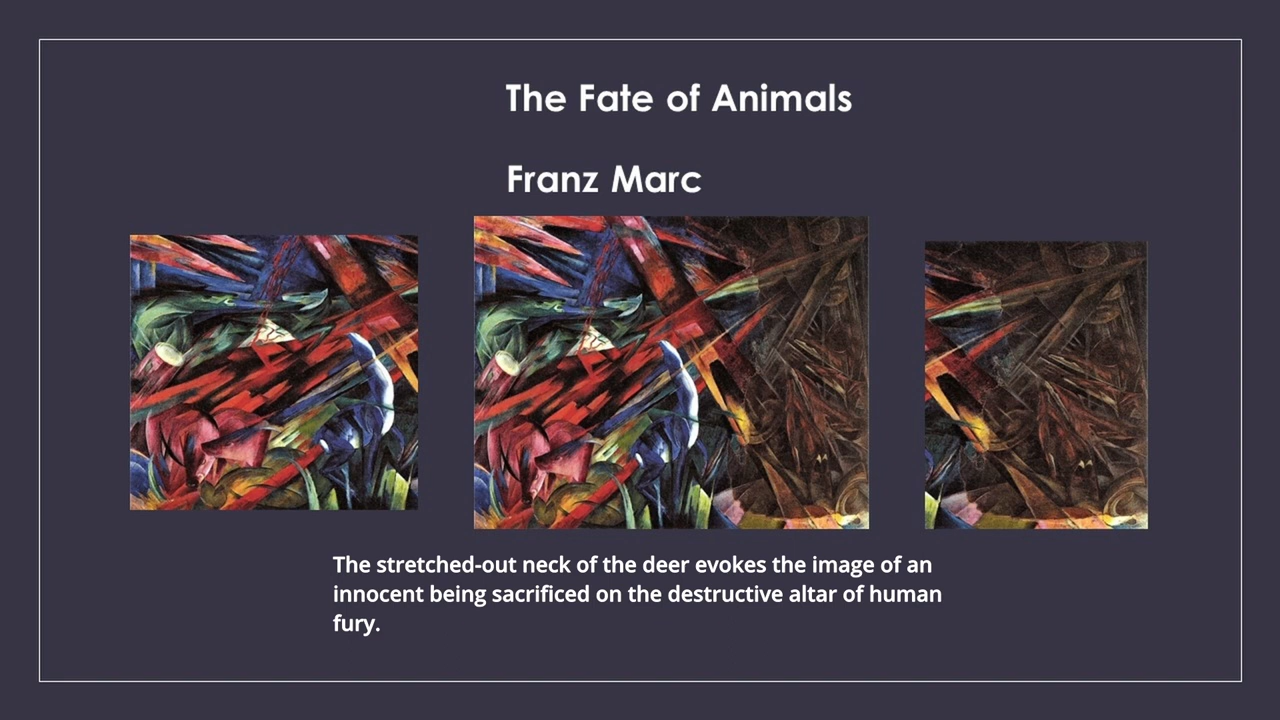 The Fate of Animals
Franz Marc
The stretched-out neck of the deer evokes the image of an
innocent being sacrificed on the destructive altar of human
fury.